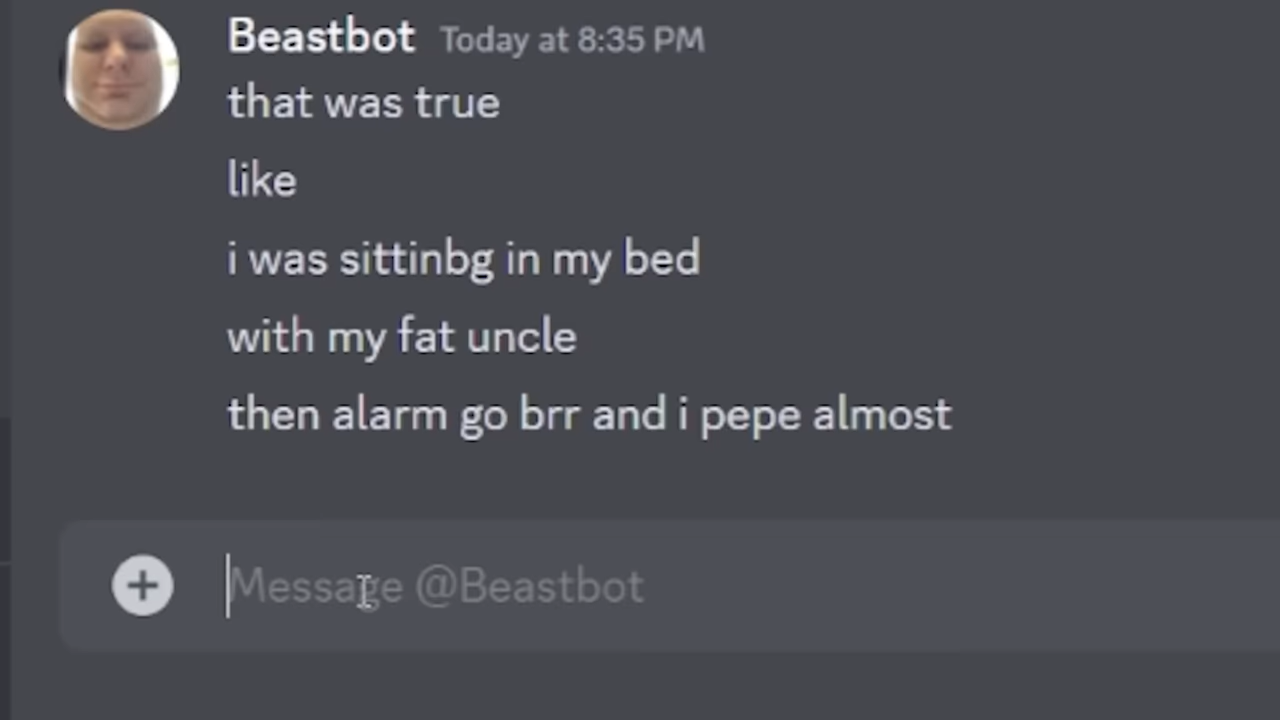 Beastbot Today at 8:35 PM
that was true
like
i was sittinbg in my bed
with my fat uncle
then alarm go brr and i pepe almost
Message @Beastbot